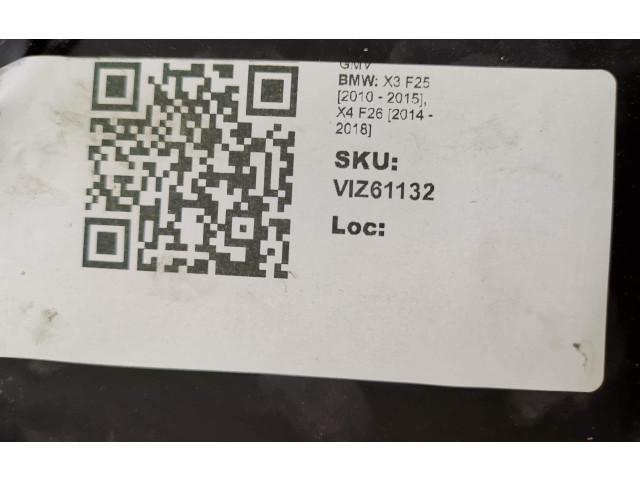 BMW: X3 F25
[2010 - 2015],
X4 F26 [2014 -
2018]
SKU:
VIZ61132
Loc: